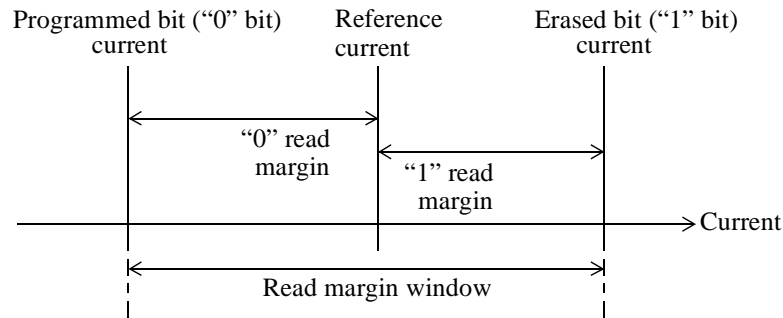 Programmed bit (“0” bit)
current
Reference
current
Erased bit (“1” bit)
current
“0” read
margin
“1” read
margin
Current
Read margin window